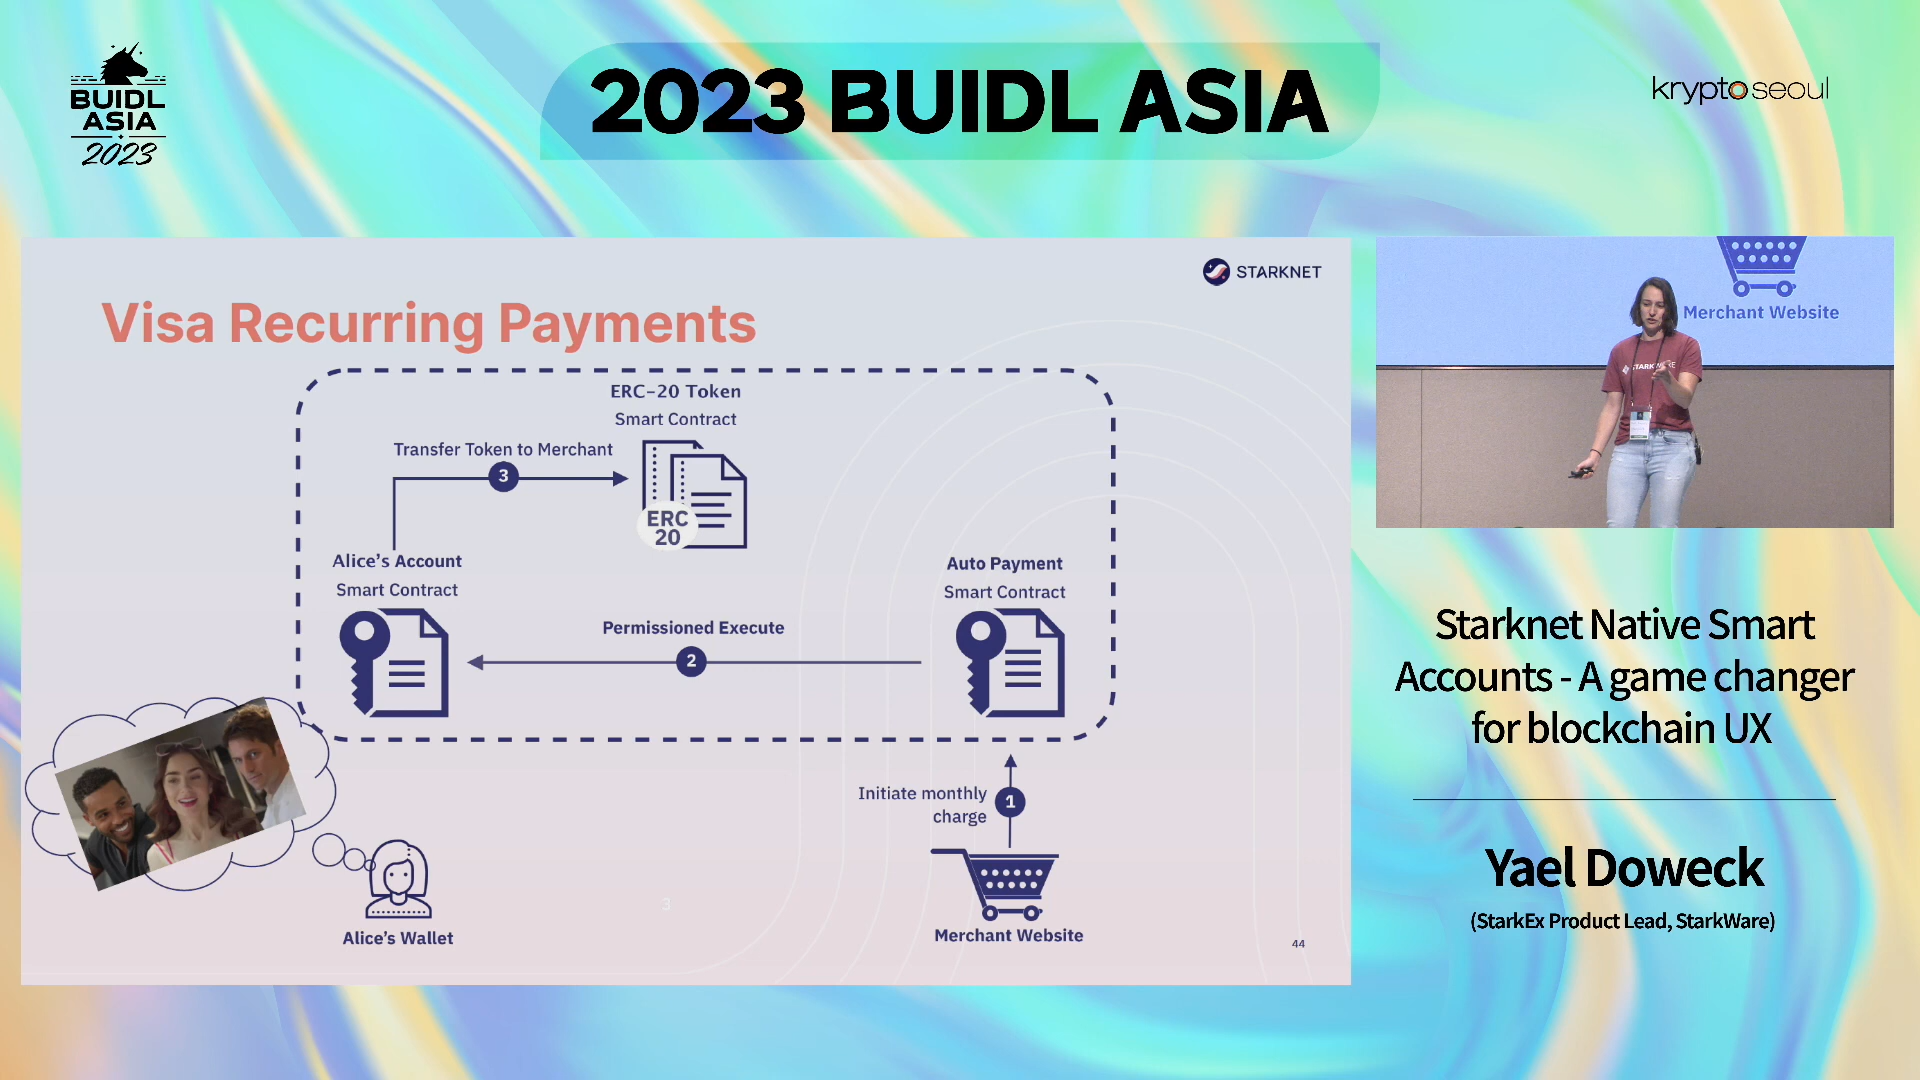 BUIDL
ASIA
2023
2023 BUIDL ASIA
kryptoseoul
STARKNET
Visa Recurring Payments
ERC-20 Token
Smart Contract
Transfer Token to Merchant
3
ERC
20
Alice's Account
Smart Contract
Auto Payment
Smart Contract
Permissioned Execute
2
Initiate monthly
charge
1
3
Alice's Wallet
Merchant Website
44
Merchant Website
STARKWARE
Starknet Native Smart
Accounts - A game changer
for blockchain UX
Yael Doweck
(StarkEx Product Lead, StarkWare)